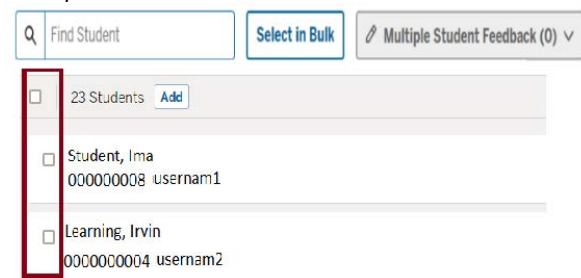 Find Student Select in Bulk Multiple Student Feedback (0)
23 Students Add
Student, Ima
000000008 usernam1
Learning, Irvin
0000000004 usernam2